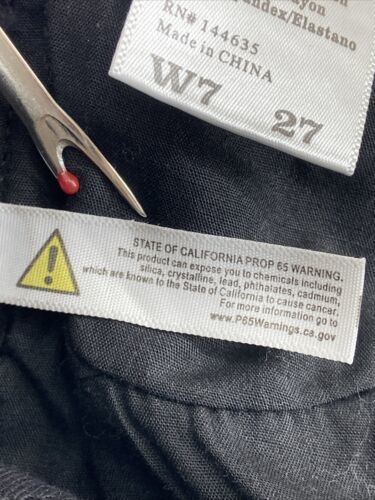 andex/Elastano
RN# 144635
Made in CHINA
W7 27
STATE OF CALIFORNIA PROP 65 WARNING.
This product can expose you to chemicals including
silica, crystalline, lead, phthalates, cadmium,
which are known to the State of California to cause cancer.
For more information go to
www.P65Warnings.ca.gov